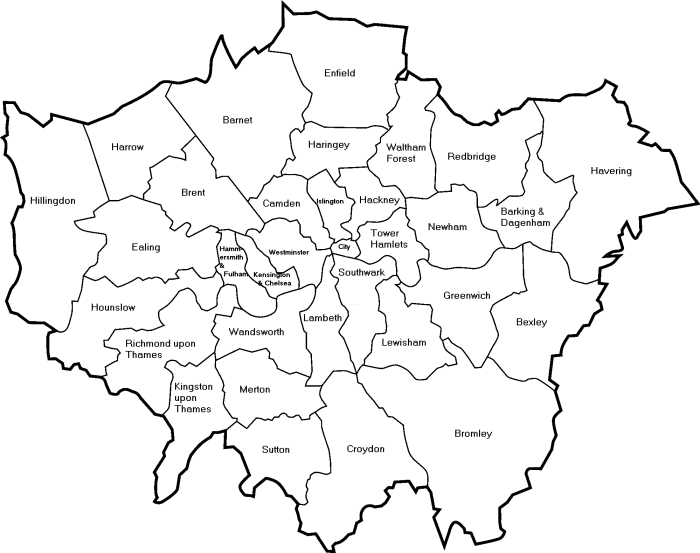 Enfield
Barnet
Harrow
Haringey
Waltham
Forest
Redbridge
Havering
Hillingdon
Brent
Camden
Islington
Hackney
Barking &
Dagenham
Newham
Ealing
Tower
Hamlets
City
Westminster
Hamm-
ersmith
&
Fulham
Kensington
& Chelsea
Southwark
Greenwich
Hounslow
Lambeth
Bexley
Wandsworth
Richmond upon
Thames
Lewisham
Kingston
upon
Thames
Merton
Bromley
Sutton
Croydon